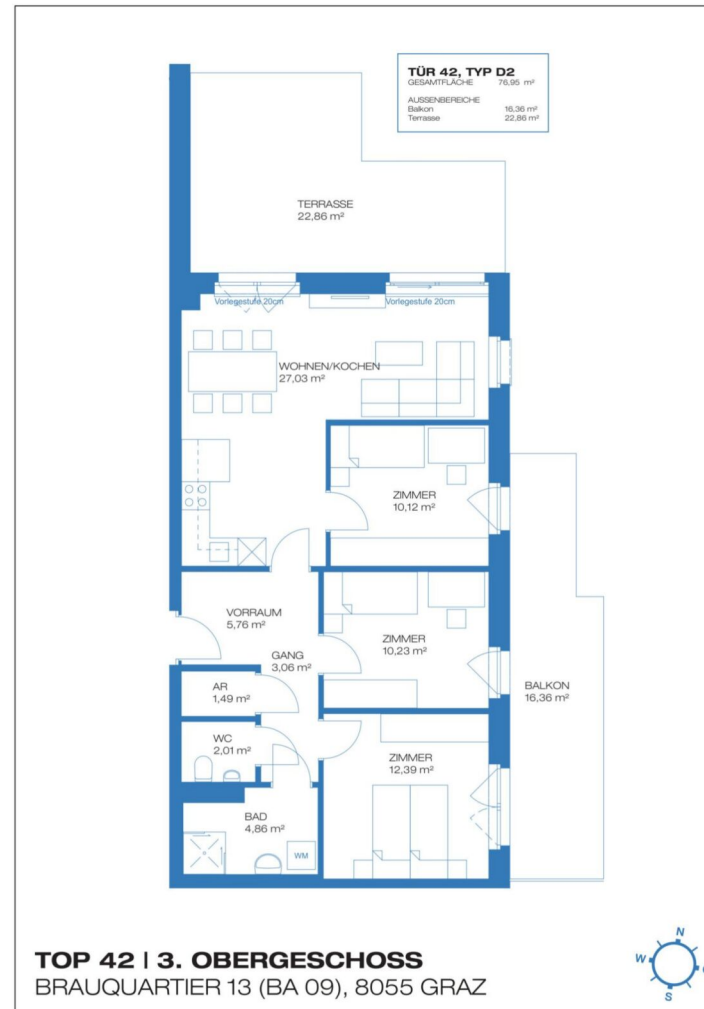 TÜR 42, TYP D2
GESAMTFLÄCHE 76,95 m²
AUSSENBEREICHE
Balkon 16,36 m²
Terrasse 22,86 m²
TERRASSE
22,86 m²
Vorlegestufe 20cm
Vorlegestufe 20cm
WOHNEN/KOCHEN
27,03 m²
ZIMMER
10,12 m²
VORRAUM
5,76 m²
GANG
3,06 m²
ZIMMER
10,23 m²
AR
1,49 m²
BALKON
16,36 m²
WC
2,01 m²
ZIMMER
12,39 m²
BAD
4,86 m²
WM
TOP 42 | 3. OBERGESCHOSS
BRAUQUARTIER 13 (BA 09), 8055 GRAZ
N
W
S